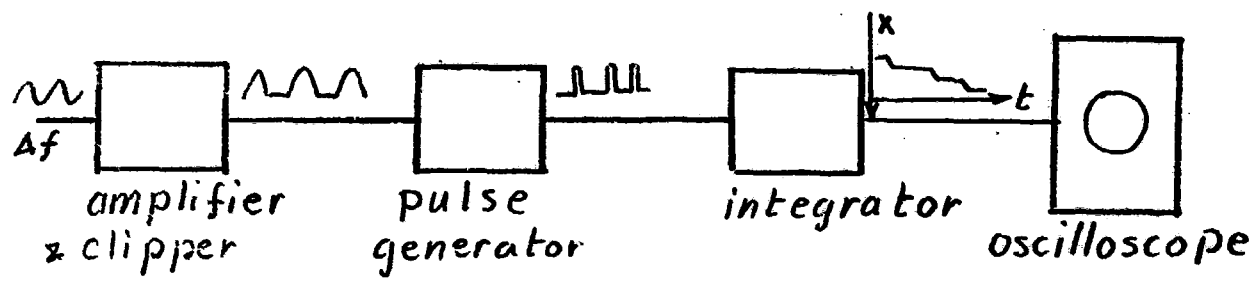 x
t
Δf
amplifier
& clipper
pulse
generator
integrator
oscilloscope